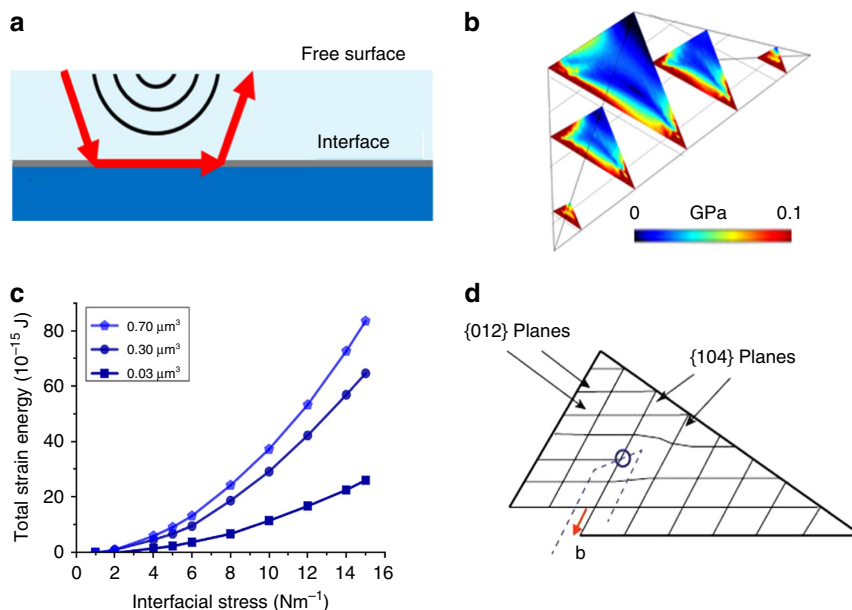 a
Free surface
Interface
b
0 GPa 0.1
c
Total strain energy (10⁻¹⁵ J)
80
60
40
20
0
0.70 μm³
0.30 μm³
0.03 μm³
0 2 4 6 8 10 12 14 16
Interfacial stress (Nm⁻¹)
d
{012} Planes
{104} Planes
b